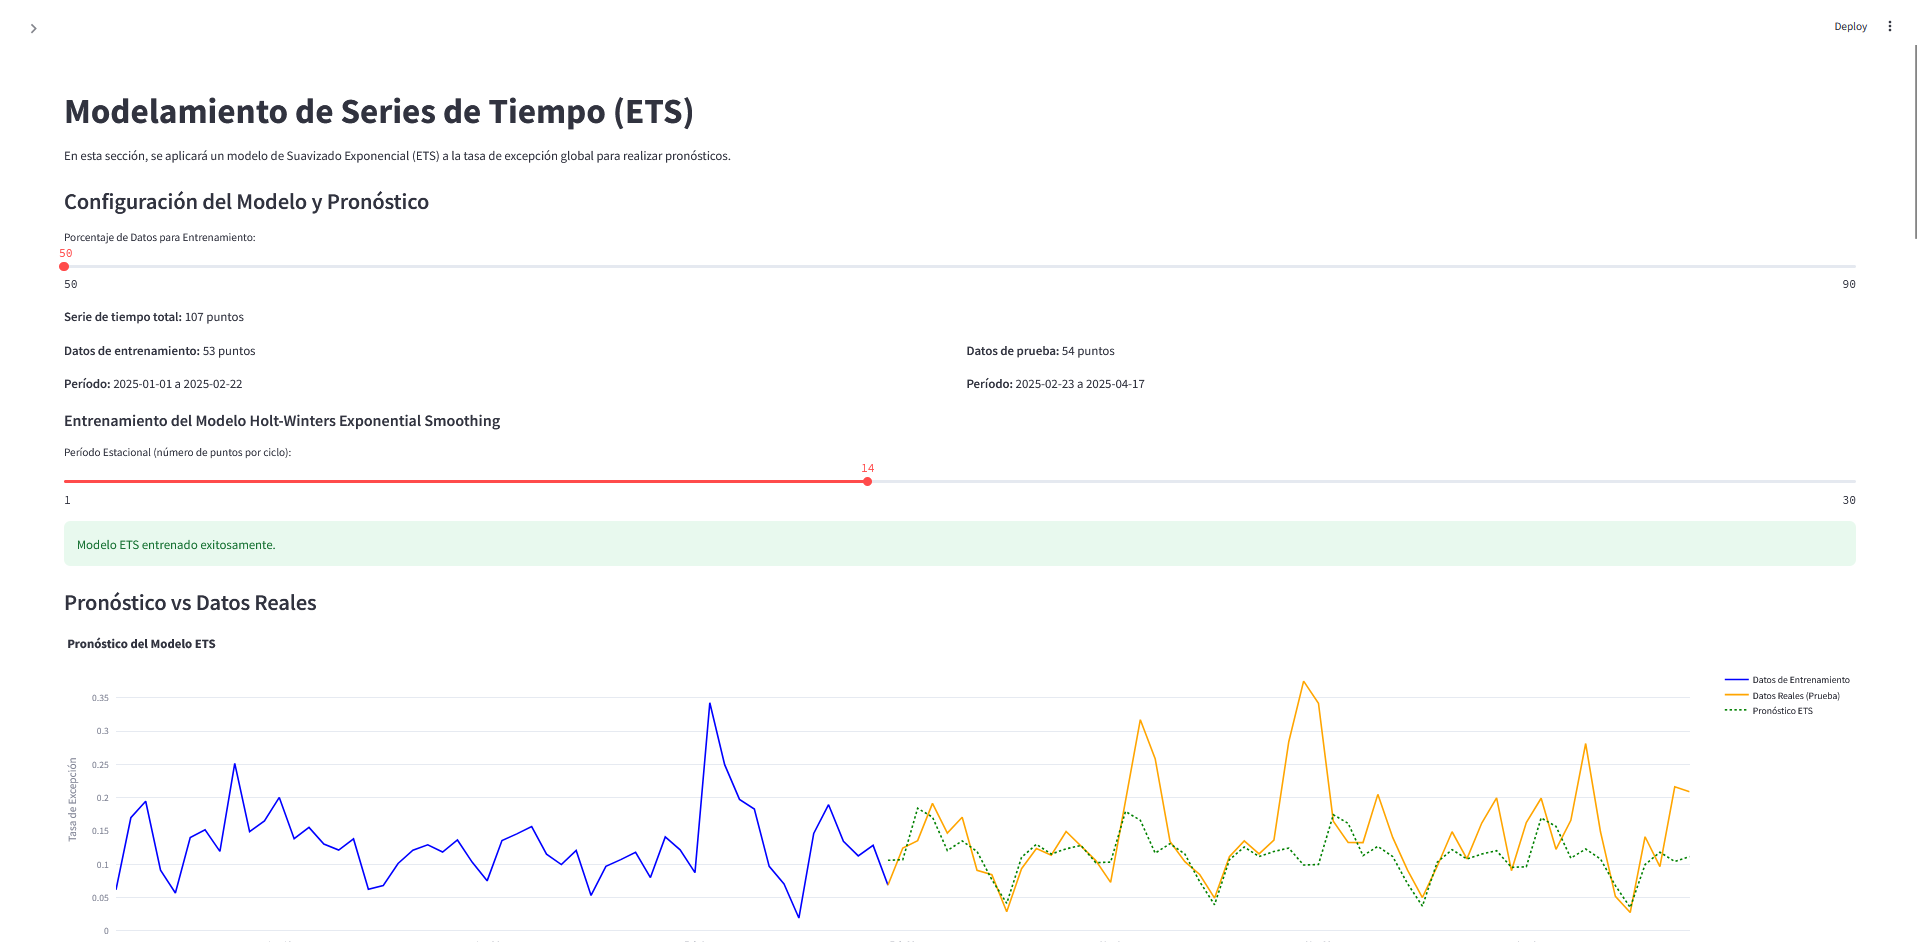 Deploy
Modelamiento de Series de Tiempo (ETS)
En esta sección, se aplicará un modelo de Suavizado Exponencial (ETS) a la tasa de excepción global para realizar pronósticos.
Configuración del Modelo y Pronóstico
Porcentaje de Datos para Entrenamiento:
50
50 90
Serie de tiempo total: 107 puntos
Datos de entrenamiento: 53 puntos
Datos de prueba: 54 puntos
Período: 2025-01-01 a 2025-02-22
Período: 2025-02-23 a 2025-04-17
Entrenamiento del Modelo Holt-Winters Exponential Smoothing
Período Estacional (número de puntos por ciclo):
14
1 30
Modelo ETS entrenado exitosamente.
Pronóstico vs Datos Reales
Pronóstico del Modelo ETS
Datos de Entrenamiento
Datos Reales (Prueba)
Pronóstico ETS
Tasa de Excepción
0.35
0.3
0.25
0.2
0.15
0.1
0.05
0